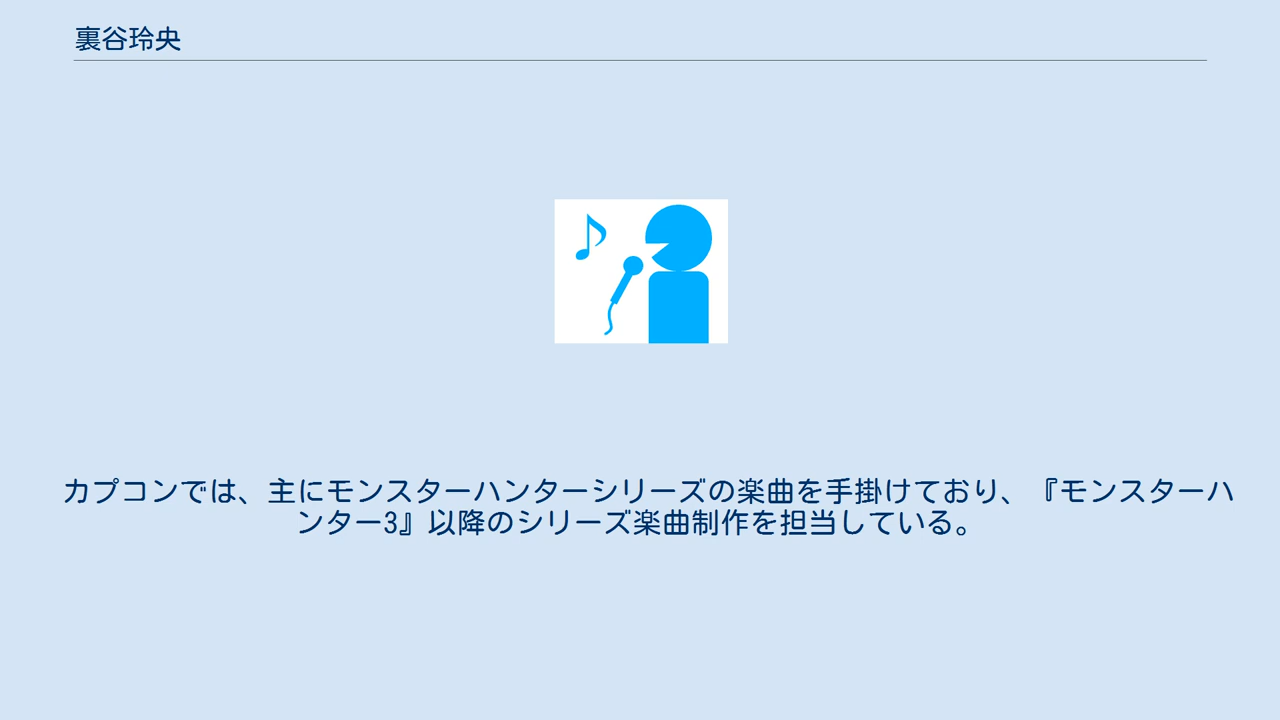 裏谷玲央
カプコンでは、主にモンスターハンターシリーズの楽曲を手掛けており、『モンスターハ
ンター3』以降のシリーズ楽曲制作を担当している。